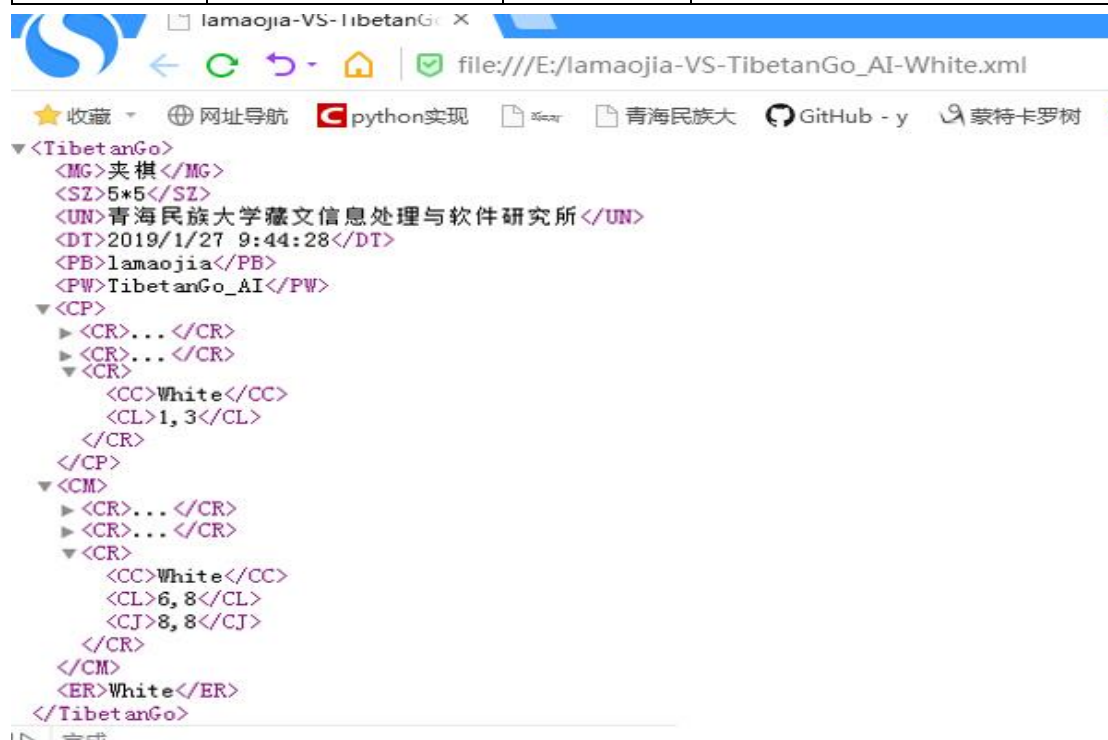 lamaojia-VS-TibetanG
file:///E:/lamaojia-VS-TibetanGo_AI-White.xml
收藏 网址导航 python实现 青海民族大 GitHub - y 蒙特卡罗树
<TibetanGo>
<MG>夹棋</MG>
<SZ>5*5</SZ>
<UN>青海民族大学藏文信息处理与软件研究所</UN>
<DT>2019/1/27 9:44:28</DT>
<PB>lamaojia</PB>
<PW>TibetanGo_AI</PW>
<CP>
<CR>...</CR>
<CR>...</CR>
<CR>
<CC>White</CC>
<CL>1,3</CL>
</CR>
</CP>
<CM>
<CR>...</CR>
<CR>...</CR>
<CR>
<CC>White</CC>
<CL>6,8</CL>
<CJ>8,8</CJ>
</CR>
</CM>
<ER>White</ER>
</TibetanGo>